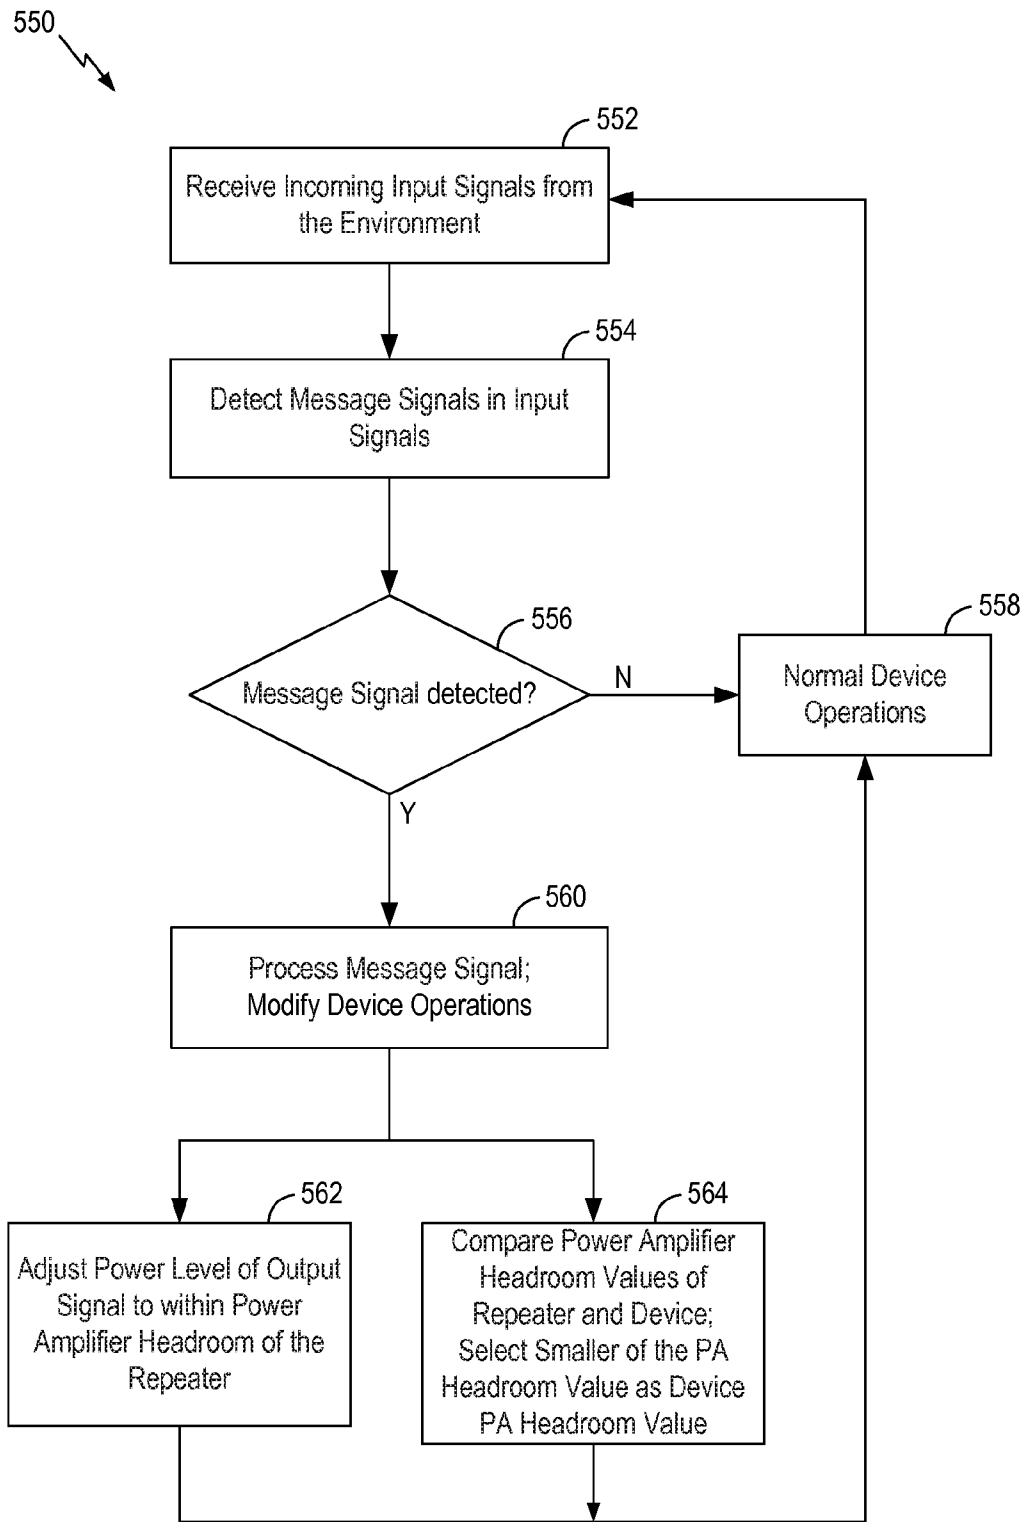 550
552
Receive Incoming Input Signals from
the Environment
554
Detect Message Signals in Input
Signals
556
Message Signal detected?
N
558
Normal Device
Operations
Y
560
Process Message Signal;
Modify Device Operations
562
Adjust Power Level of Output
Signal to within Power
Amplifier Headroom of the
Repeater
564
Compare Power Amplifier
Headroom Values of
Repeater and Device;
Select Smaller of the PA
Headroom Value as Device
PA Headroom Value